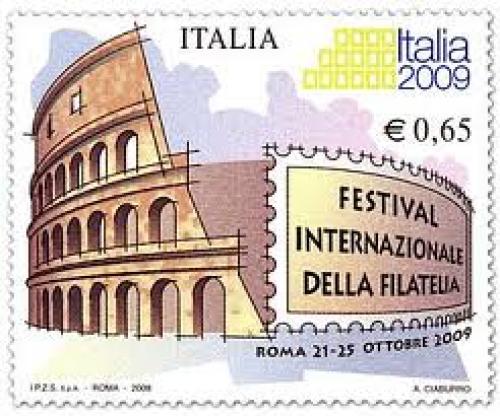 ITALIA
Italia
2009
€ 0,65
FESTIVAL
INTERNAZIONALE
DELLA FILATELIA
ROMA 21-25 OTTOBRE 2009
I.P.Z.S. s.p.a. - ROMA - 2009
A. CIABURRO